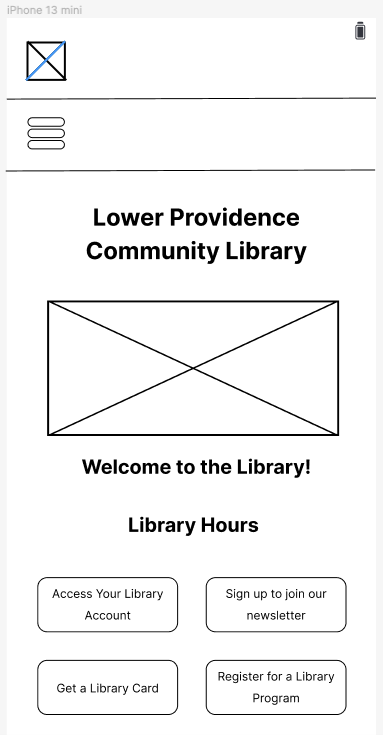 iPhone 13 mini
Lower Providence
Community Library
Welcome to the Library!
Library Hours
Access Your Library
Account
Sign up to join our
newsletter
Get a Library Card
Register for a Library
Program